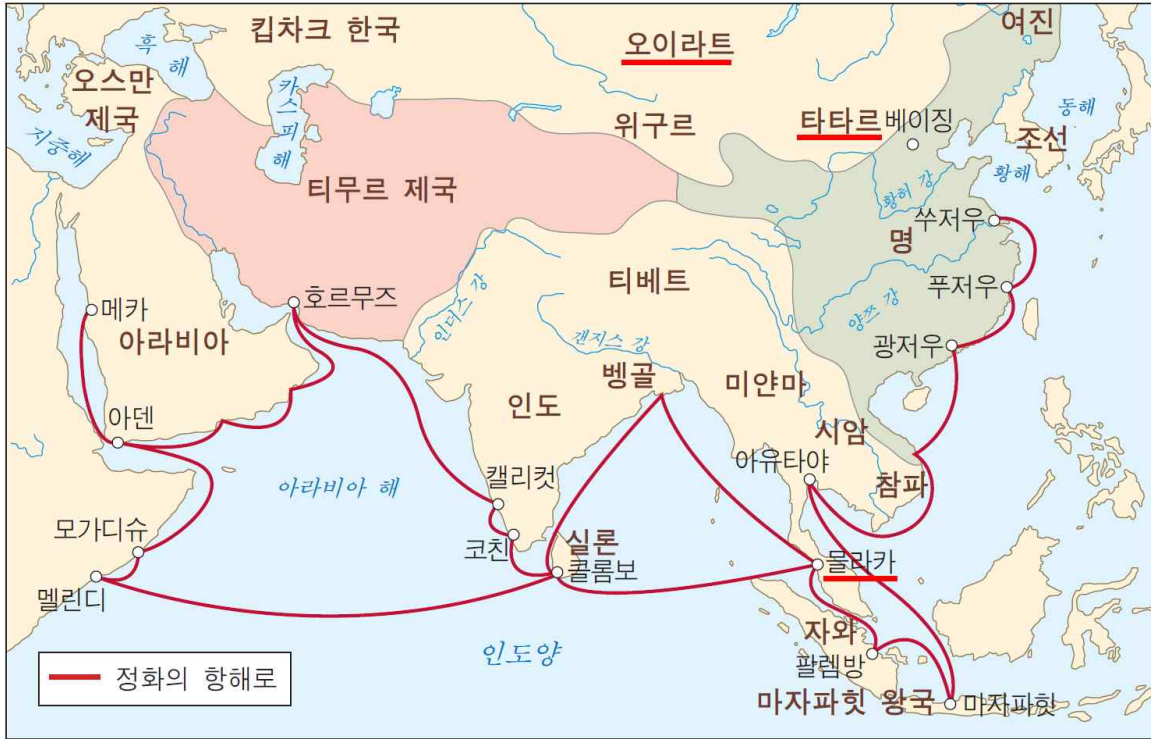 킵차크 한국
오이라트
여진
흑
해
오스만
제국
카
스
피
해
위구르
타타르
베이징
동해
조선
지중해
황해
티무르 제국
황허 강
쑤저우
명
호르무즈
티베트
푸저우
메카
인더스 강
양쯔 강
아라비아
갠지스 강
광저우
벵골
미얀마
인도
아덴
시암
아유타야
캘리컷
참파
아라비아 해
모가디슈
코친
실론
콜롬보
믈라카
멜린디
자와
인도양
팔렘방
정화의 항해로
마자파힛 왕국
마자파힛